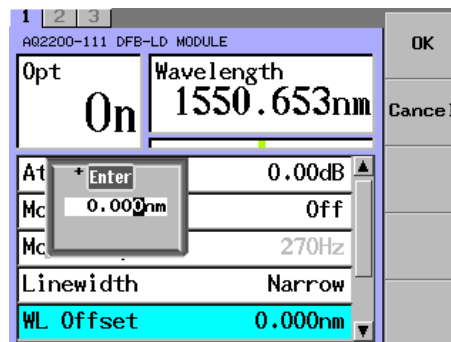 1 2 3
AQ2200-111 DFB-LD MODULE
OK
Opt
On
Wavelength
1550.653nm
Cancel
At
0.00dB
+ Enter
0.000nm
Mo
Off
Mo
270Hz
Linewidth
Narrow
WL Offset
0.000nm